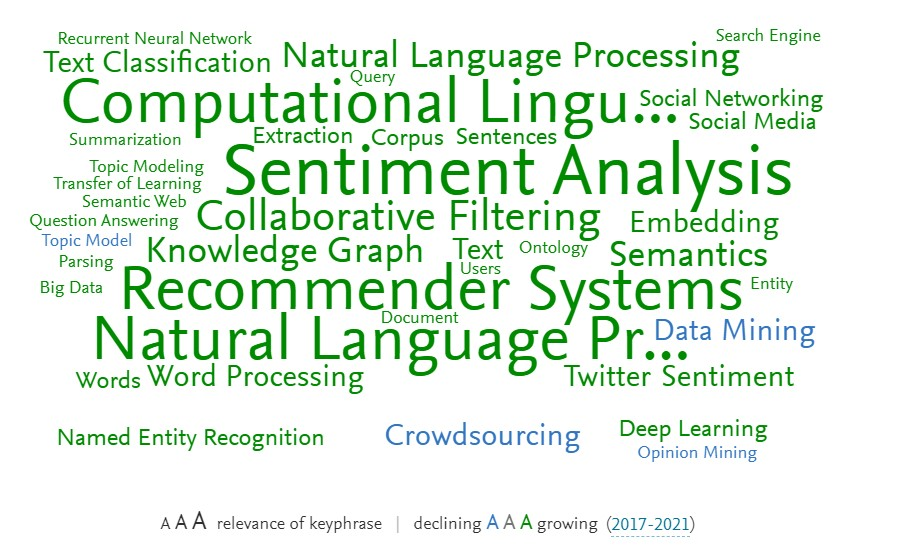 Recurrent Neural Network
Search Engine
Text Classification
Natural Language Processing
Query
Computational Lingu...
Social Networking
Social Media
Summarization
Extraction
Corpus
Sentences
Topic Modeling
Sentiment Analysis
Transfer of Learning
Semantic Web
Question Answering
Collaborative Filtering
Embedding
Topic Model
Knowledge Graph
Text
Ontology
Semantics
Parsing
Users
Big Data
Recommender Systems
Entity
Document
Natural Language Pr...
Data Mining
Words
Word Processing
Twitter Sentiment
Named Entity Recognition
Crowdsourcing
Deep Learning
Opinion Mining
A A A relevance of keyphrase | declining A A A growing (2017-2021)